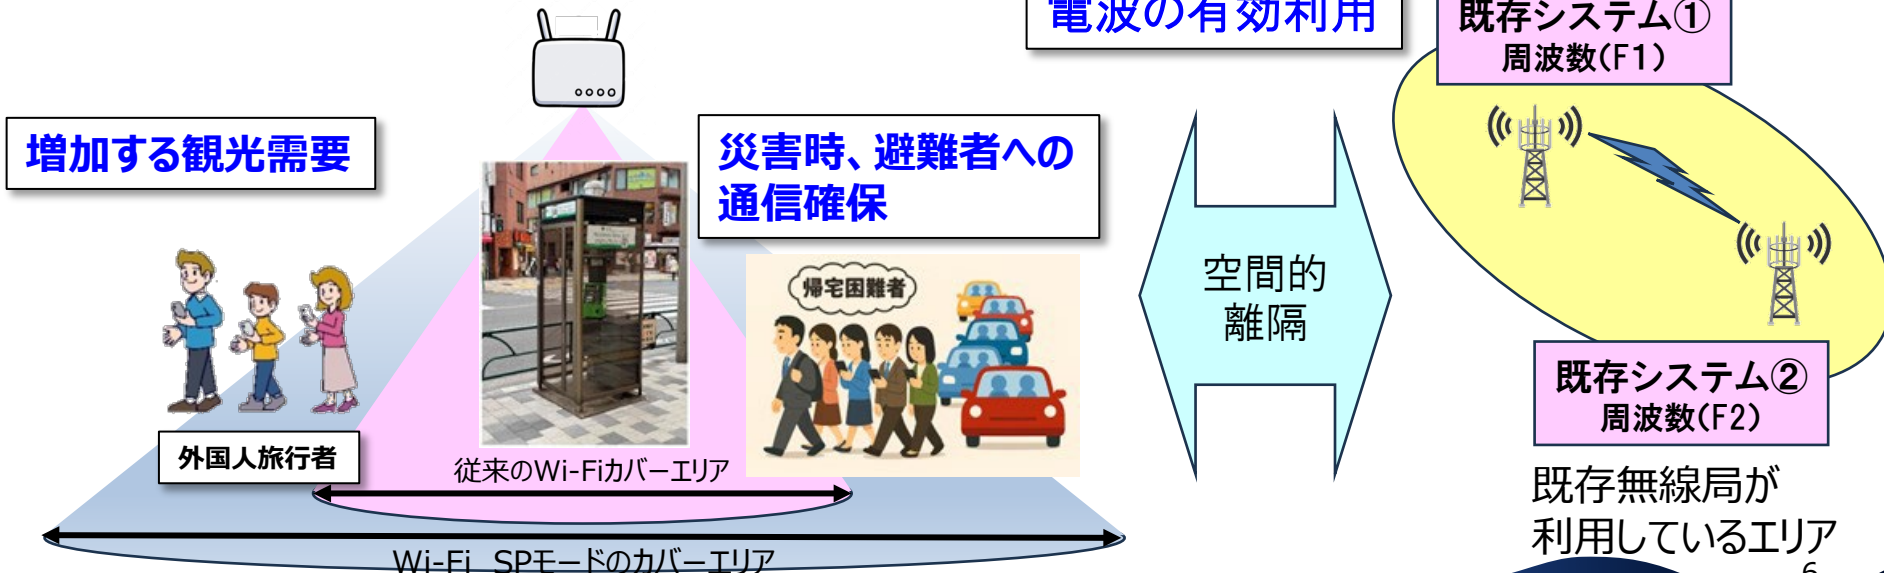 電波の有効利用
既存システム①
周波数(F1)
増加する観光需要
災害時、避難者への
通信確保
帰宅困難者
空間的
離隔
外国人旅行者
従来のWi-Fiカバーエリア
Wi-Fi SPモードのカバーエリア
既存システム②
周波数(F2)
既存無線局が
利用しているエリア
6